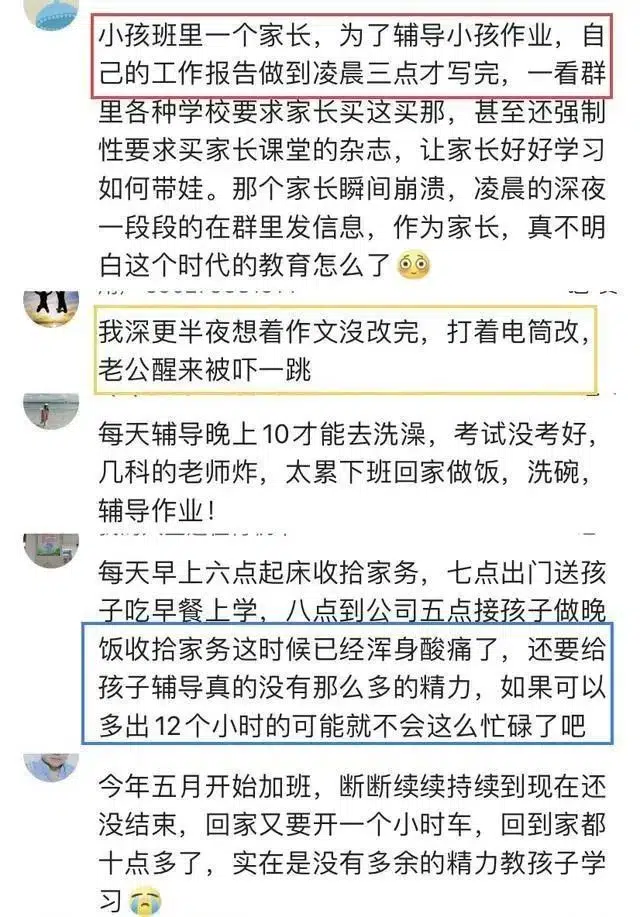 小孩班里一个家长，为了辅导小孩作业，自
己的工作报告做到凌晨三点才写完，一看群
里各种学校要求家长买这买那，甚至还强制
性要求买家长课堂的杂志，让家长好好学习
如何带娃。那个家长瞬间崩溃，凌晨的深夜
一段段的在群里发信息，作为家长，真不明
白这个时代的教育怎么了😳
我深更半夜想着作文沒改完，打着电筒改，
老公醒来被吓一跳
每天辅导晚上10才能去洗澡，考试没考好，
几科的老师炸，太累下班回家做饭，洗碗，
辅导作业！
每天早上六点起床收拾家务，七点出门送孩
子吃早餐上学，八点到公司五点接孩子做晚
饭收拾家务这时候已经浑身酸痛了，还要给
孩子辅导真的没有那么多的精力，如果可以
多出12个小时的可能就不会这么忙碌了吧
今年五月开始加班，断断续续持续到现在还
没结束，回家又要开一个小时车，回到家都
十点多了，实在是没有多余的精力教孩子学
习😭